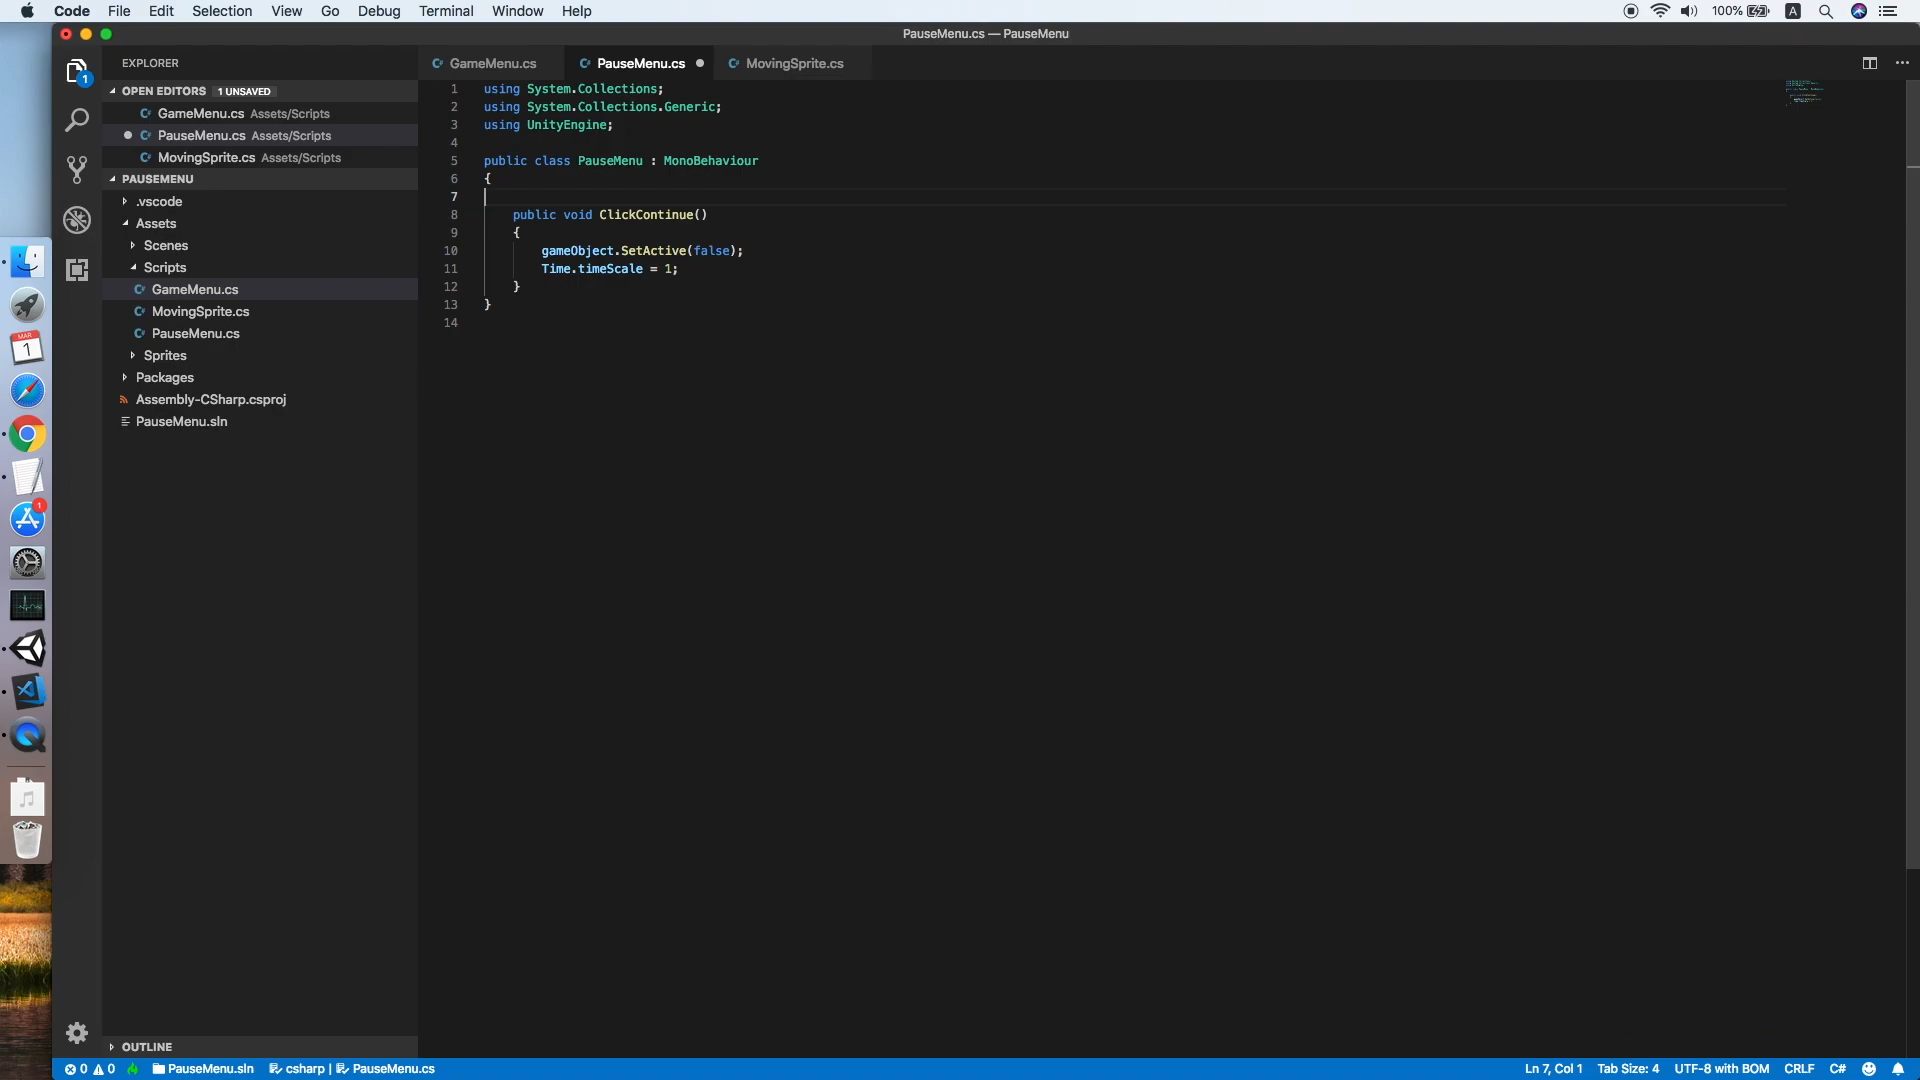 Code File Edit Selection View Go Debug Terminal Window Help
100% A
PauseMenu.cs — PauseMenu
EXPLORER
1
OPEN EDITORS 1 UNSAVED
GameMenu.cs Assets/Scripts
PauseMenu.cs Assets/Scripts
MovingSprite.cs Assets/Scripts
PAUSEMENU
.vscode
Assets
Scenes
Scripts
GameMenu.cs
MovingSprite.cs
PauseMenu.cs
Sprites
Packages
Assembly-CSharp.csproj
PauseMenu.sln
OUTLINE
MAR
1
1
GameMenu.cs PauseMenu.cs MovingSprite.cs
1 using System.Collections;
2 using System.Collections.Generic;
3 using UnityEngine;
4
5 public class PauseMenu : MonoBehaviour
6 {
7
8 public void ClickContinue()
9 {
10 gameObject.SetActive(false);
11 Time.timeScale = 1;
12 }
13 }
14
0 0 PauseMenu.sln csharp | PauseMenu.cs
Ln 7, Col 1 Tab Size: 4 UTF-8 with BOM CRLF C#